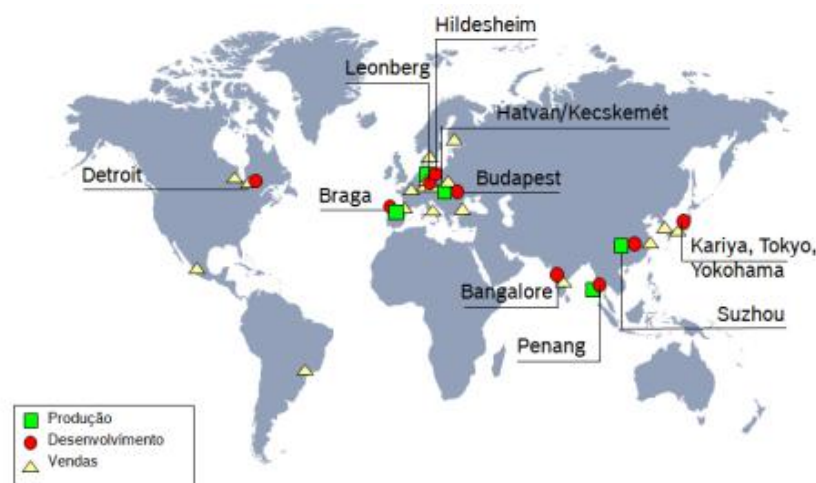 Hildesheim
Leonberg
Hatvan/Kecskemét
Detroit
Budapest
Braga
Kariya, Tokyo,
Yokohama
Bangalore
Suzhou
Penang
Produção
Desenvolvimento
Vendas